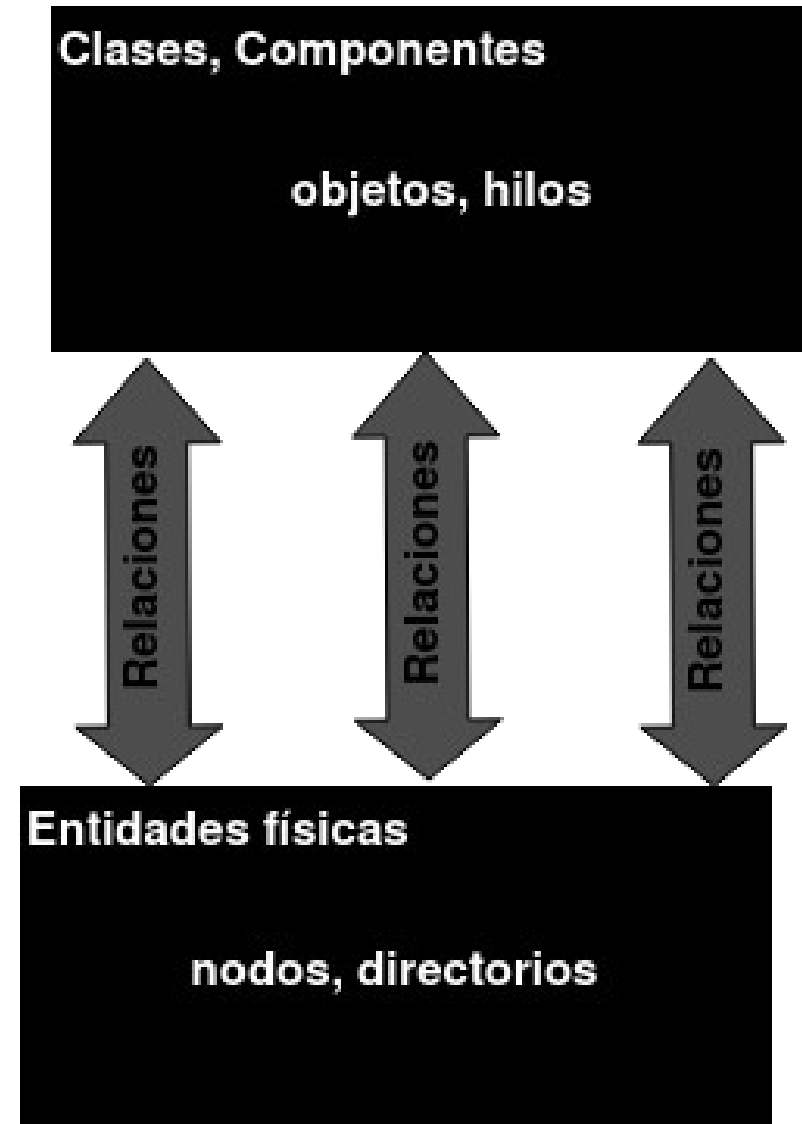 Clases, Componentes
objetos, hilos
Relaciones
Relaciones
Relaciones
Entidades físicas
nodos, directorios